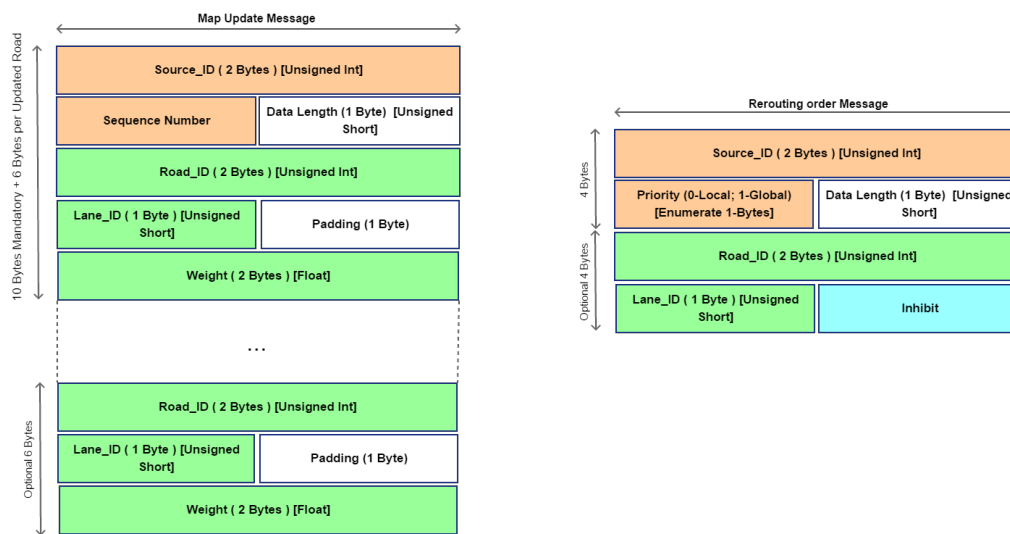 Map Update Message
10 Bytes Mandatory + 6 Bytes per Updated Road
Source_ID ( 2 Bytes ) [Unsigned Int]
Sequence Number
Data Length (1 Byte) [Unsigned
Short]
Road_ID ( 2 Bytes ) [Unsigned Int]
Lane_ID ( 1 Byte ) [Unsigned
Short]
Padding (1 Byte)
Weight ( 2 Bytes ) [Float]
...
Optional 6 Bytes
Road_ID ( 2 Bytes ) [Unsigned Int]
Lane_ID ( 1 Byte ) [Unsigned
Short]
Padding (1 Byte)
Weight ( 2 Bytes ) [Float]
Rerouting order Message
4 Bytes
Source_ID ( 2 Bytes ) [Unsigned Int]
Priority (0-Local; 1-Global)
[Enumerate 1-Bytes]
Data Length (1 Byte) [Unsigned
Short]
Optional 4 Bytes
Road_ID ( 2 Bytes ) [Unsigned Int]
Lane_ID ( 1 Byte ) [Unsigned
Short]
Inhibit